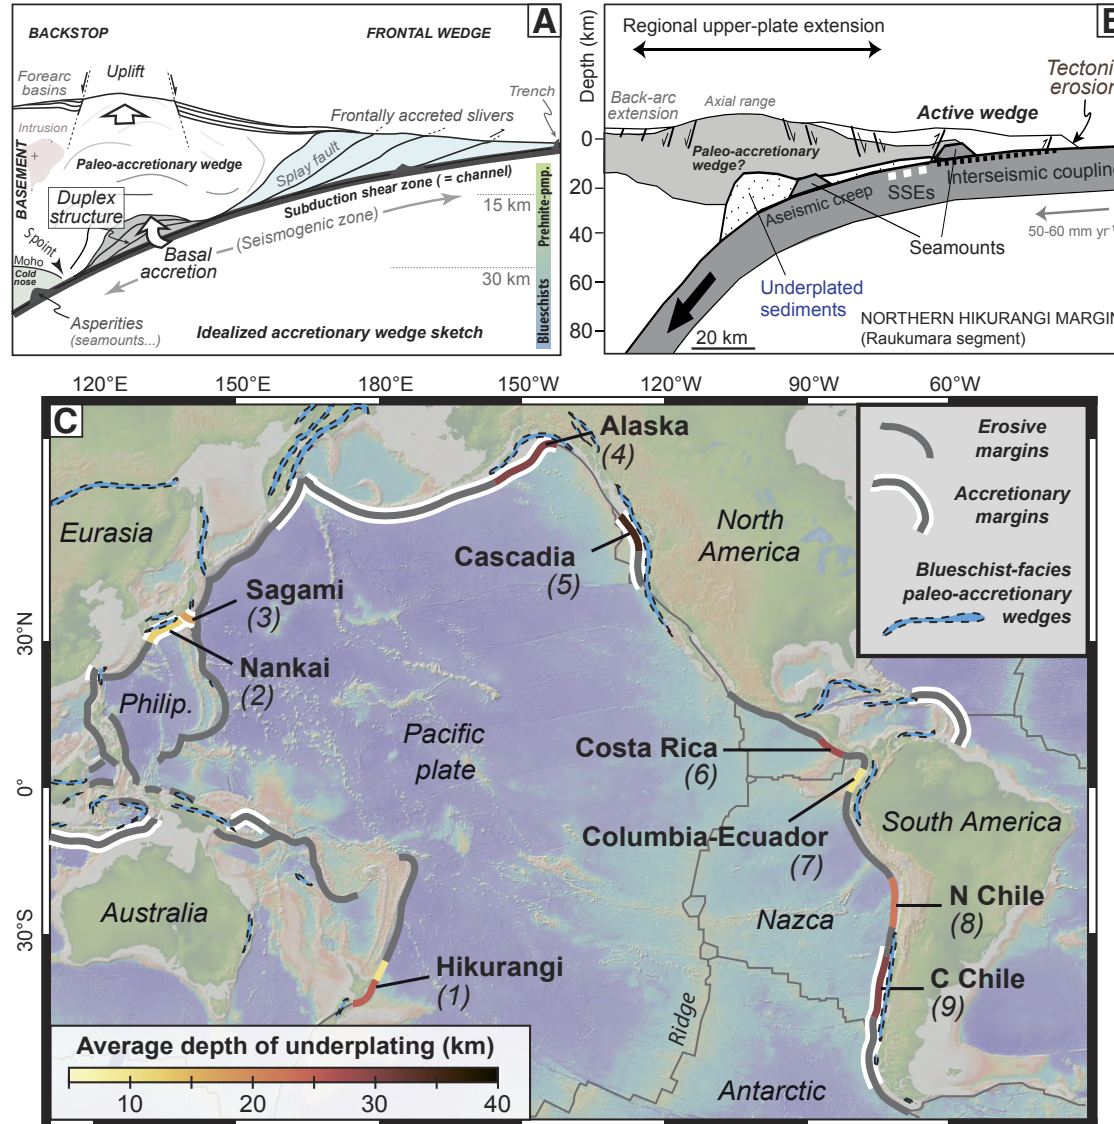 BACKSTOP
FRONTAL WEDGE
A
Forearc
basins
Uplift
Trench
Frontally accreted slivers
Intrusion
+
BASEMENT
Paleo-accretionary wedge
Splay fault
Subduction shear zone ( = channel)
(Seismogenic zone)
15 km
Prehnite-pmp.
Duplex
structure
S point
Moho
Cold
nose
Basal
accretion
30 km
Blueschists
Asperities
(seamounts...)
Idealized accretionary wedge sketch
Regional upper-plate extension
Depth (km)
0
20
40
60
80
Tectoni
erosion
Back-arc
extension
Axial range
Active wedge
Paleo-accretionary
wedge?
Aseismic creep
SSEs
Interseismic coupling
50-60 mm yr
Seamounts
Underplated
sediments
20 km
NORTHERN HIKURANGI MARGIN
(Raukumara segment)
120°E
150°E
180°E
150°W
120°W
90°W
60°W
C
30°N
0°
30°S
Erosive
margins
Accretionary
margins
Blueschist-facies
paleo-accretionary
wedges
Alaska
(4)
Eurasia
North
America
Cascadia
(5)
Sagami
(3)
Nankai
(2)
Philip.
Pacific
plate
Costa Rica
(6)
Columbia-Ecuador
(7)
South America
Australia
N Chile
(8)
Nazca
Hikurangi
(1)
C Chile
(9)
Ridge
Antarctic
Average depth of underplating (km)
10
20
30
40